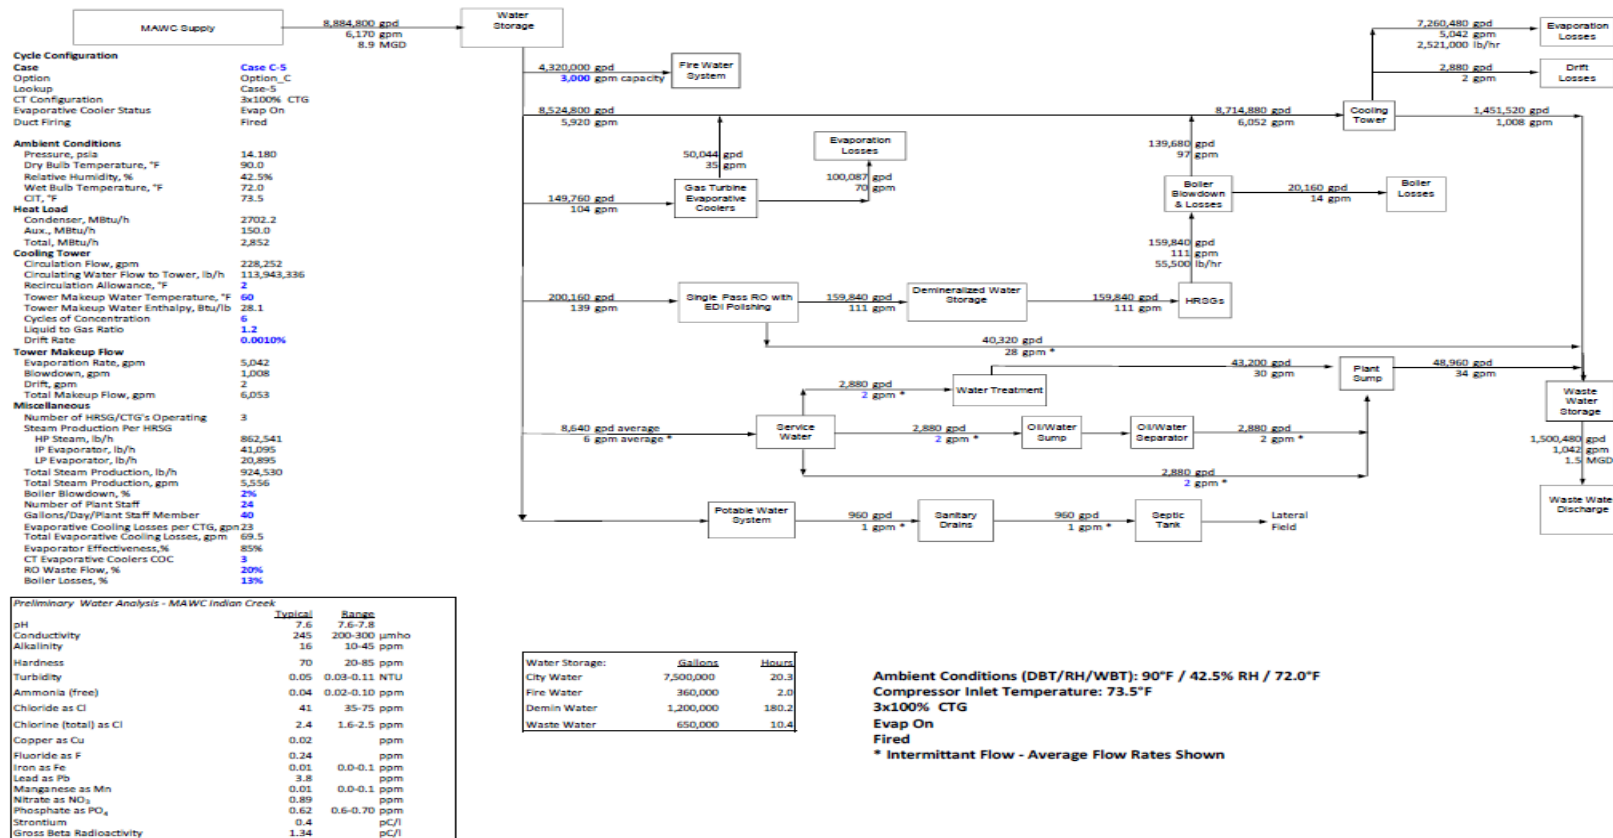 MAWC Supply
8,884,800 gpd
6,170 gpm
8.9 MGD
Water
Storage
7,260,480 gpd
5,042 gpm
2,521,000 lb/hr
Evaporation
Losses
Cycle Configuration
Case Case C-5
Option Option_C
Lookup Case-5
CT Configuration 3x100% CTG
Evaporative Cooler Status Evap On
Duct Firing Fired
4,320,000 gpd
3,000 gpm capacity
Fire Water
System
2,880 gpd
2 gpm
Drift
Losses
8,524,800 gpd
5,920 gpm
8,714,880 gpd
6,052 gpm
Cooling
Tower
1,451,520 gpd
1,008 gpm
Ambient Conditions
Pressure, psia 14.180
Dry Bulb Temperature, °F 90.0
Relative Humidity, % 42.5%
Wet Bulb Temperature, °F 72.0
CIT, °F 73.5
Heat Load
Condenser, MBtu/h 2702.2
Aux., MBtu/h 150.0
Total, MBtu/h 2,852
Cooling Tower
Circulation Flow, gpm 228,252
Circulating Water Flow to Tower, lb/h 113,943,336
Recirculation Allowance, °F 2
Tower Makeup Water Temperature, °F 60
Tower Makeup Water Enthalpy, Btu/lb 28.1
Cycles of Concentration 6
Liquid to Gas Ratio 1.2
Drift Rate 0.0010%
Tower Makeup Flow
Evaporation Rate, gpm 5,042
Blowdown, gpm 1,008
Drift, gpm 2
Total Makeup Flow, gpm 6,053
Miscellaneous
Number of HRSG/CTG's Operating 3
Steam Production Per HRSG
HP Steam, lb/h 862,541
IP Evaporator, lb/h 41,095
LP Evaporator, lb/h 20,895
Total Steam Production, lb/h 924,530
Total Steam Production, gpm 5,556
Boiler Blowdown, % 2%
Number of Plant Staff 24
Gallons/Day/Plant Staff Member 40
Evaporative Cooling Losses per CTG, gpm 23
Total Evaporative Cooling Losses, gpm 69.5
Evaporator Effectiveness,% 85%
CT Evaporative Coolers COC 3
RO Waste Flow, % 20%
Boiler Losses, % 13%
50,044 gpd
35 gpm
Evaporation
Losses
100,087 gpd
70 gpm
139,680 gpd
97 gpm
149,760 gpd
104 gpm
Gas Turbine
Evaporative
Coolers
Boiler
Blowdown
& Losses
20,160 gpd
14 gpm
Boiler
Losses
159,840 gpd
111 gpm
55,500 lb/hr
200,160 gpd
139 gpm
Single Pass RO with
EDI Polishing
159,840 gpd
111 gpm
Demineralized Water
Storage
159,840 gpd
111 gpm
HRSGs
40,320 gpd
28 gpm *
2,880 gpd
2 gpm *
Water Treatment
43,200 gpd
30 gpm
Plant
Sump
48,960 gpd
34 gpm
Waste
Water
Storage
8,640 gpd average
6 gpm average *
Service
Water
2,880 gpd
2 gpm *
Oil/Water
Sump
Oil/Water
Separator
2,880 gpd
2 gpm *
2,880 gpd
2 gpm *
1,500,480 gpd
1,042 gpm
1.5 MGD
Waste Water
Discharge
Potable Water
System
960 gpd
1 gpm *
Sanitary
Drains
960 gpd
1 gpm *
Septic
Tank
Lateral
Field
Preliminary Water Analysis - MAWC Indian Creek
Typical Range
pH 7.6 7.6-7.8
Conductivity 245 200-300 µmho
Alkalinity 16 10-45 ppm
Hardness 70 20-85 ppm
Turbidity 0.05 0.03-0.11 NTU
Ammonia (free) 0.04 0.02-0.10 ppm
Chloride as Cl 41 35-75 ppm
Chlorine (total) as Cl 2.4 1.6-2.5 ppm
Copper as Cu 0.02 ppm
Fluoride as F 0.24 ppm
Iron as Fe 0.01 0.0-0.1 ppm
Lead as Pb 3.8 ppm
Manganese as Mn 0.01 0.0-0.1 ppm
Nitrate as NO₃ 0.89 ppm
Phosphate as PO₄ 0.62 0.6-0.70 ppm
Strontium 0.4 pC/l
Gross Beta Radioactivity 1.34 pC/l
Water Storage: Gallons Hours
City Water 7,500,000 20.3
Fire Water 360,000 2.0
Demin Water 1,200,000 180.2
Waste Water 650,000 10.4
Ambient Conditions (DBT/RH/WBT): 90°F / 42.5% RH / 72.0°F
Compressor Inlet Temperature: 73.5°F
3x100% CTG
Evap On
Fired
* Intermittant Flow - Average Flow Rates Shown